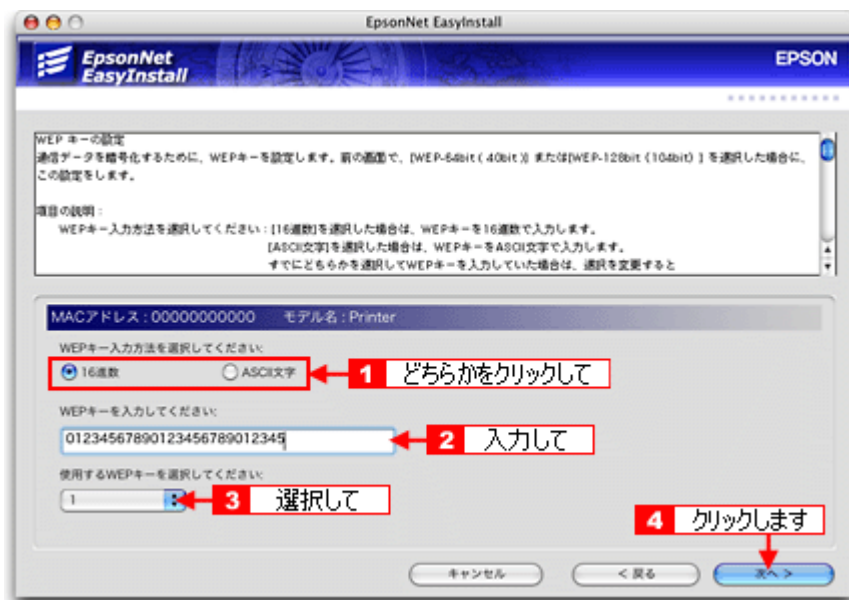 EpsonNet EasyInstall
EpsonNet
EasyInstall
EPSON
WEP キーの設定
通信データを暗号化するために、WEPキーを設定します。前の画面で、[WEP-64bit ( 40bit )] または[WEP-128bit (104bit) ] を選択した場合に、
この設定をします。
項目の説明 :
WEPキー入力方法を選択してください : [16進数]を選択した場合は、WEPキーを16進数で入力します。
[ASCII文字]を選択した場合は、WEPキーをASCII文字で入力します。
すでにどちらかを選択してWEPキーを入力していた場合は、選択を変更すると
MACアドレス : 00000000000 モデル名 : Printer
WEPキー入力方法を選択してください:
16進数 ASCII文字 1 どちらかをクリックして
WEPキーを入力してください:
01234567890123456789012345 2 入力して
使用するWEPキーを選択してください:
1 3 選択して
4 クリックします
キャンセル < 戻る 次へ >